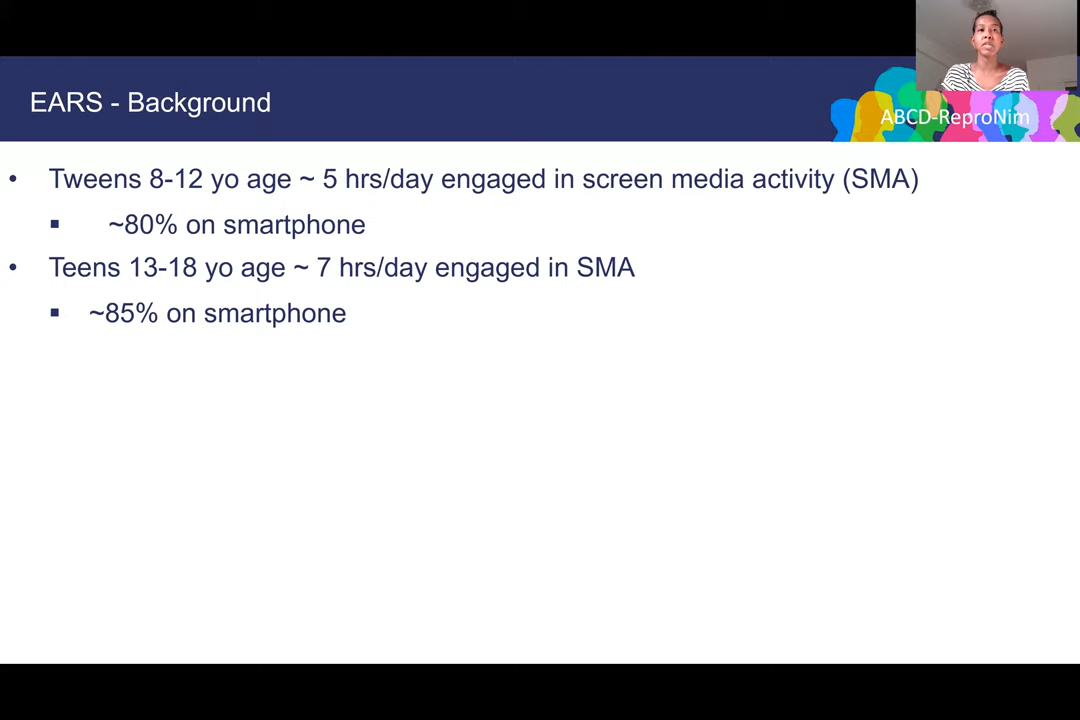 EARS - Background
ABCD-ReproNim
• Tweens 8-12 yo age ~ 5 hrs/day engaged in screen media activity (SMA)
▪ ~80% on smartphone
• Teens 13-18 yo age ~ 7 hrs/day engaged in SMA
▪ ~85% on smartphone